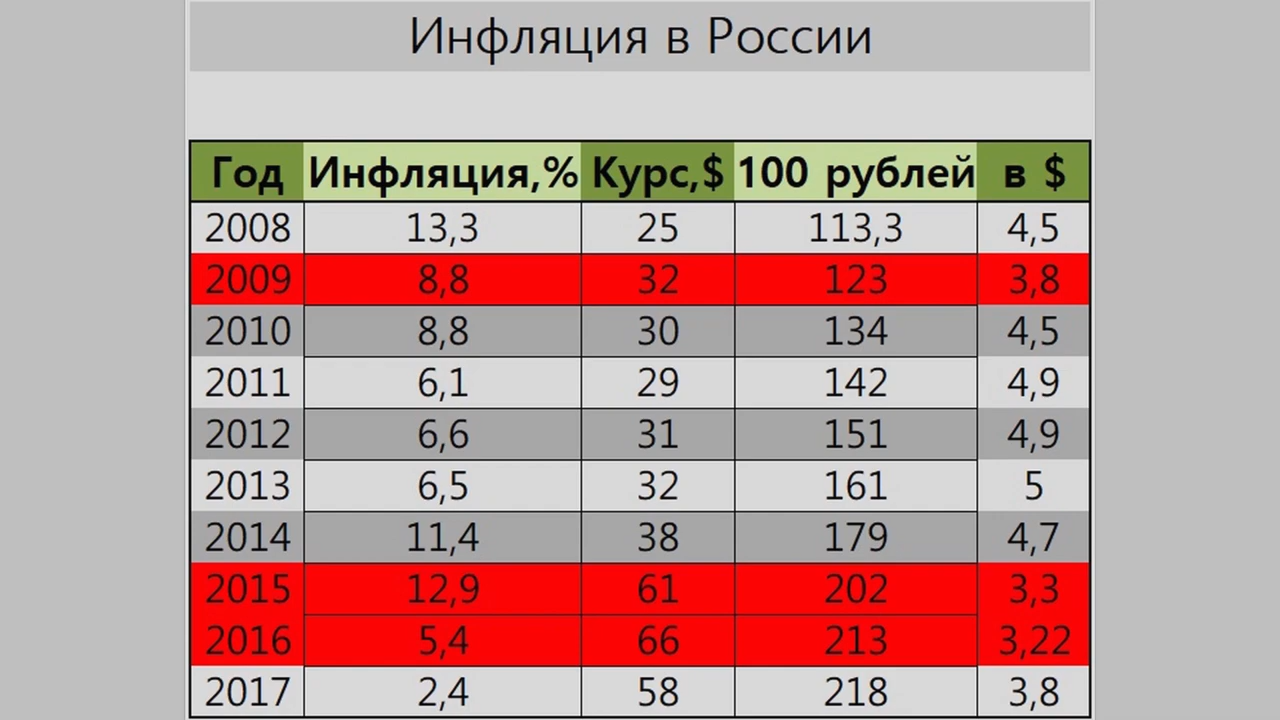 Инфляция в России
Год Инфляция,% Курс,$ 100 рублей в $
2008 13,3 25 113,3 4,5
2009 8,8 32 123 3,8
2010 8,8 30 134 4,5
2011 6,1 29 142 4,9
2012 6,6 31 151 4,9
2013 6,5 32 161 5
2014 11,4 38 179 4,7
2015 12,9 61 202 3,3
2016 5,4 66 213 3,22
2017 2,4 58 218 3,8